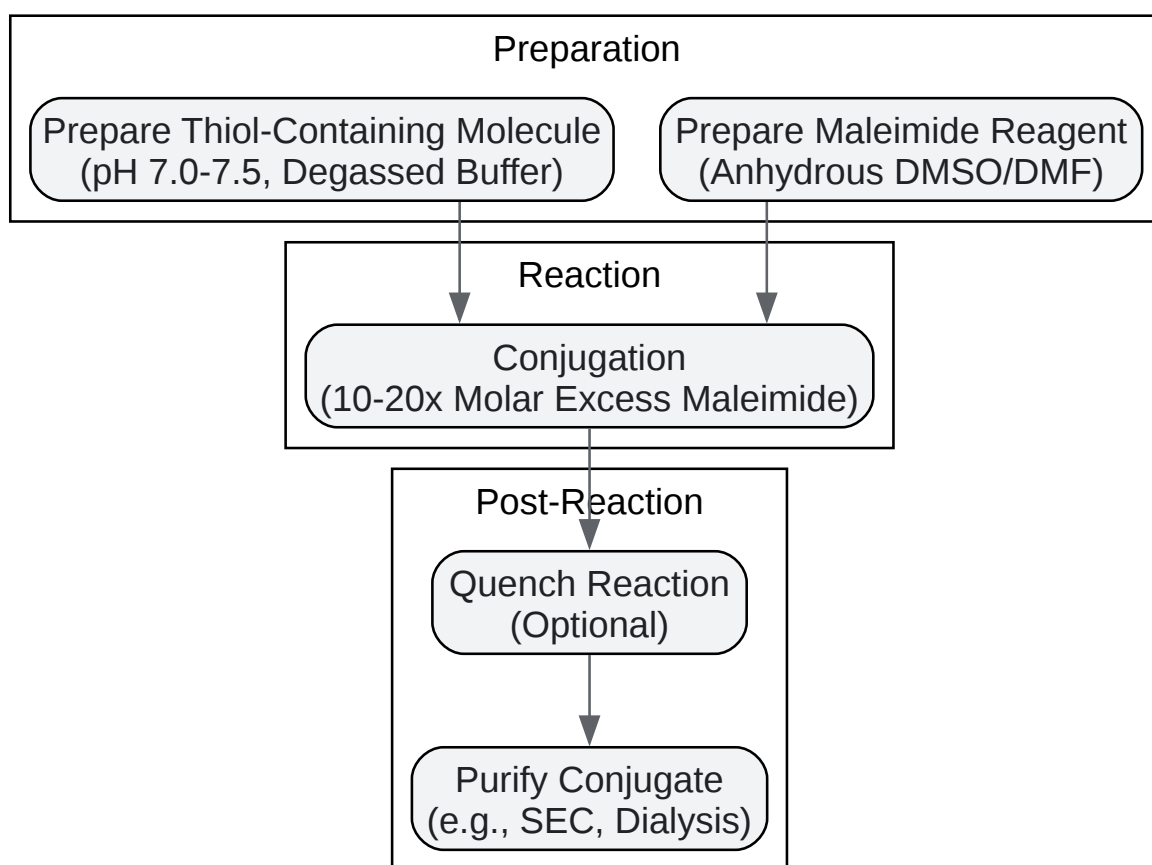 Preparation
Prepare Thiol-Containing Molecule
(pH 7.0-7.5, Degassed Buffer)
Prepare Maleimide Reagent
(Anhydrous DMSO/DMF)
Reaction
Conjugation
(10-20x Molar Excess Maleimide)
Post-Reaction
Quench Reaction
(Optional)
Purify Conjugate
(e.g., SEC, Dialysis)